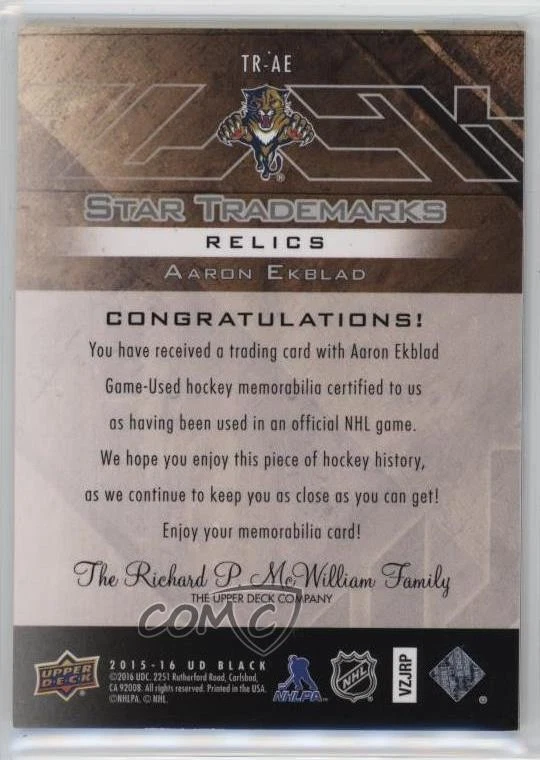 TR-AE
STAR TRADEMARKS
RELICS
AARON EKBLAD
CONGRATULATIONS!
You have received a trading card with Aaron Ekblad
Game-Used hockey memorabilia certified to us
as having been used in an official NHL game.
We hope you enjoy this piece of hockey history,
as we continue to keep you as close as you can get!
Enjoy your memorabilia card!
The Richard P. McWilliam Family
THE UPPER DECK COMPANY
COMC
UPPER DECK
2015-16 UD BLACK
©2016 UDC. 2251 Rutherford Road, Carlsbad,
CA 92008. All rights reserved. Printed in the USA.
©NHLPA. © NHL.
NHLPA
NHL
VZJRP